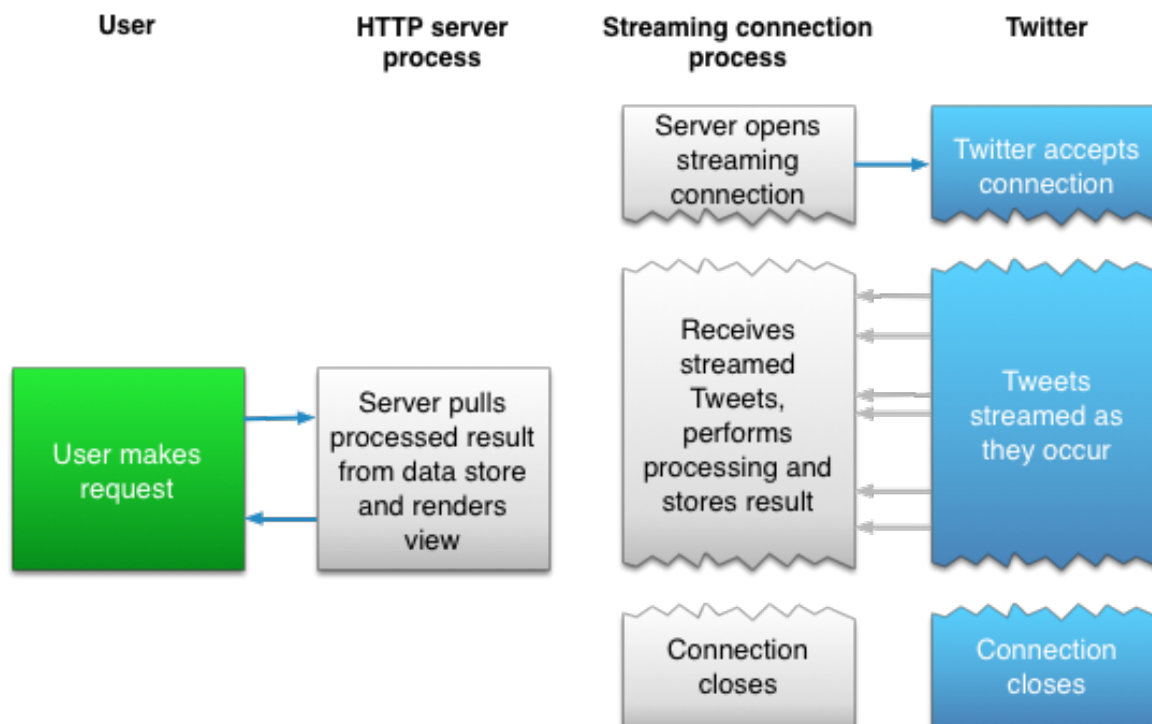 User
HTTP server
process
Streaming connection
process
Twitter
Server opens
streaming
connection
Twitter accepts
connection
User makes
request
Server pulls
processed result
from data store
and renders
view
Receives
streamed
Tweets,
performs
processing and
stores result
Tweets
streamed as
they occur
Connection
closes
Connection
closes